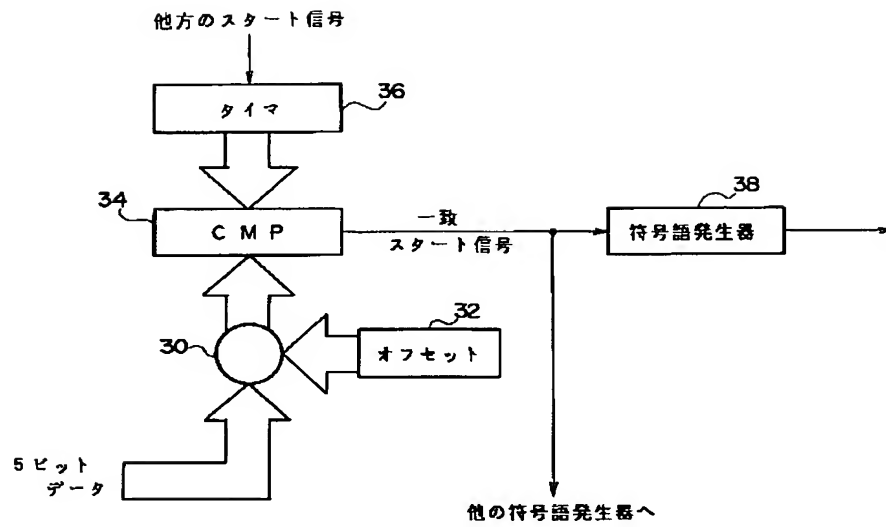 他方のスタート信号
36
タイマ
34
CMP
一致
スタート信号
38
符号語発生器
32
30
オフセット
5ビット
データ
他の符号語発生器へ